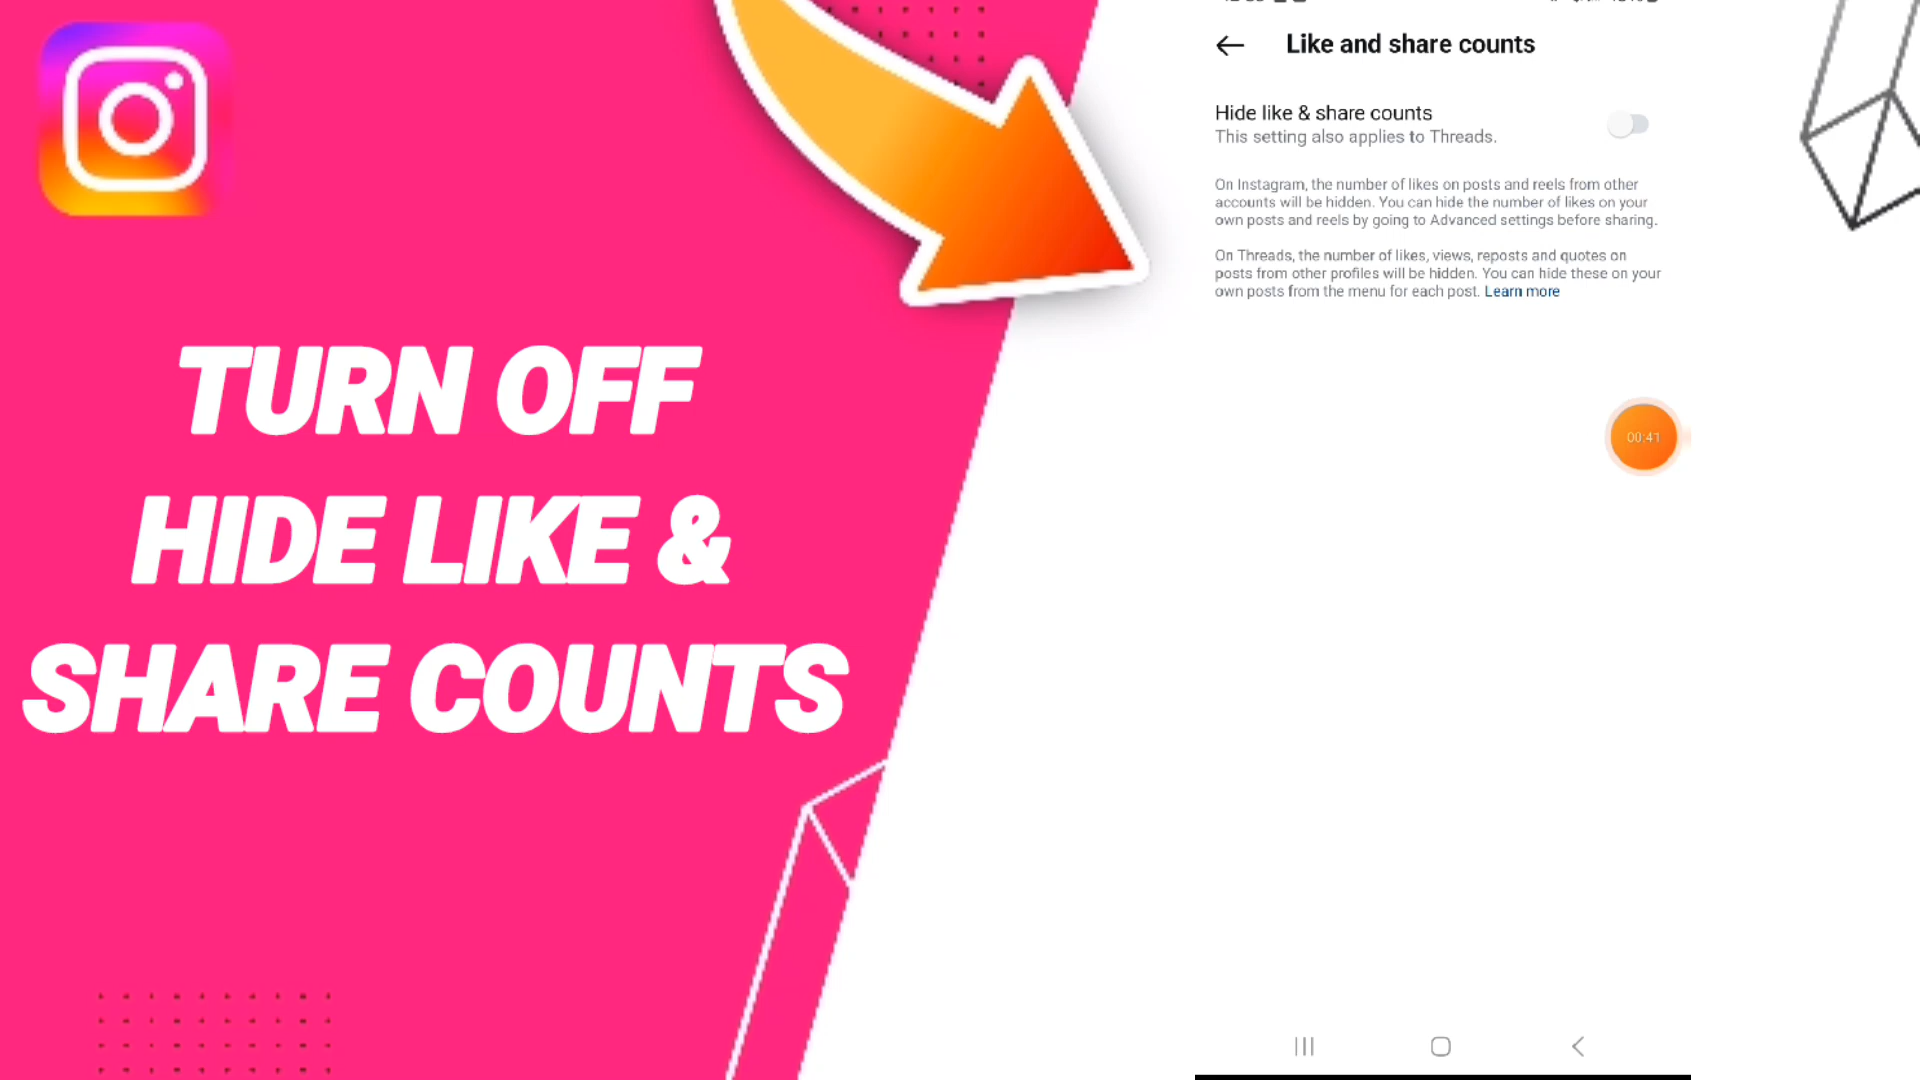 TURN OFF
HIDE LIKE &
SHARE COUNTS
Like and share counts
Hide like & share counts
This setting also applies to Threads.
On Instagram, the number of likes on posts and reels from other
accounts will be hidden. You can hide the number of likes on your
own posts and reels by going to Advanced settings before sharing.
On Threads, the number of likes, views, reposts and quotes on
posts from other profiles will be hidden. You can hide these on your
own posts from the menu for each post. Learn more
00:41